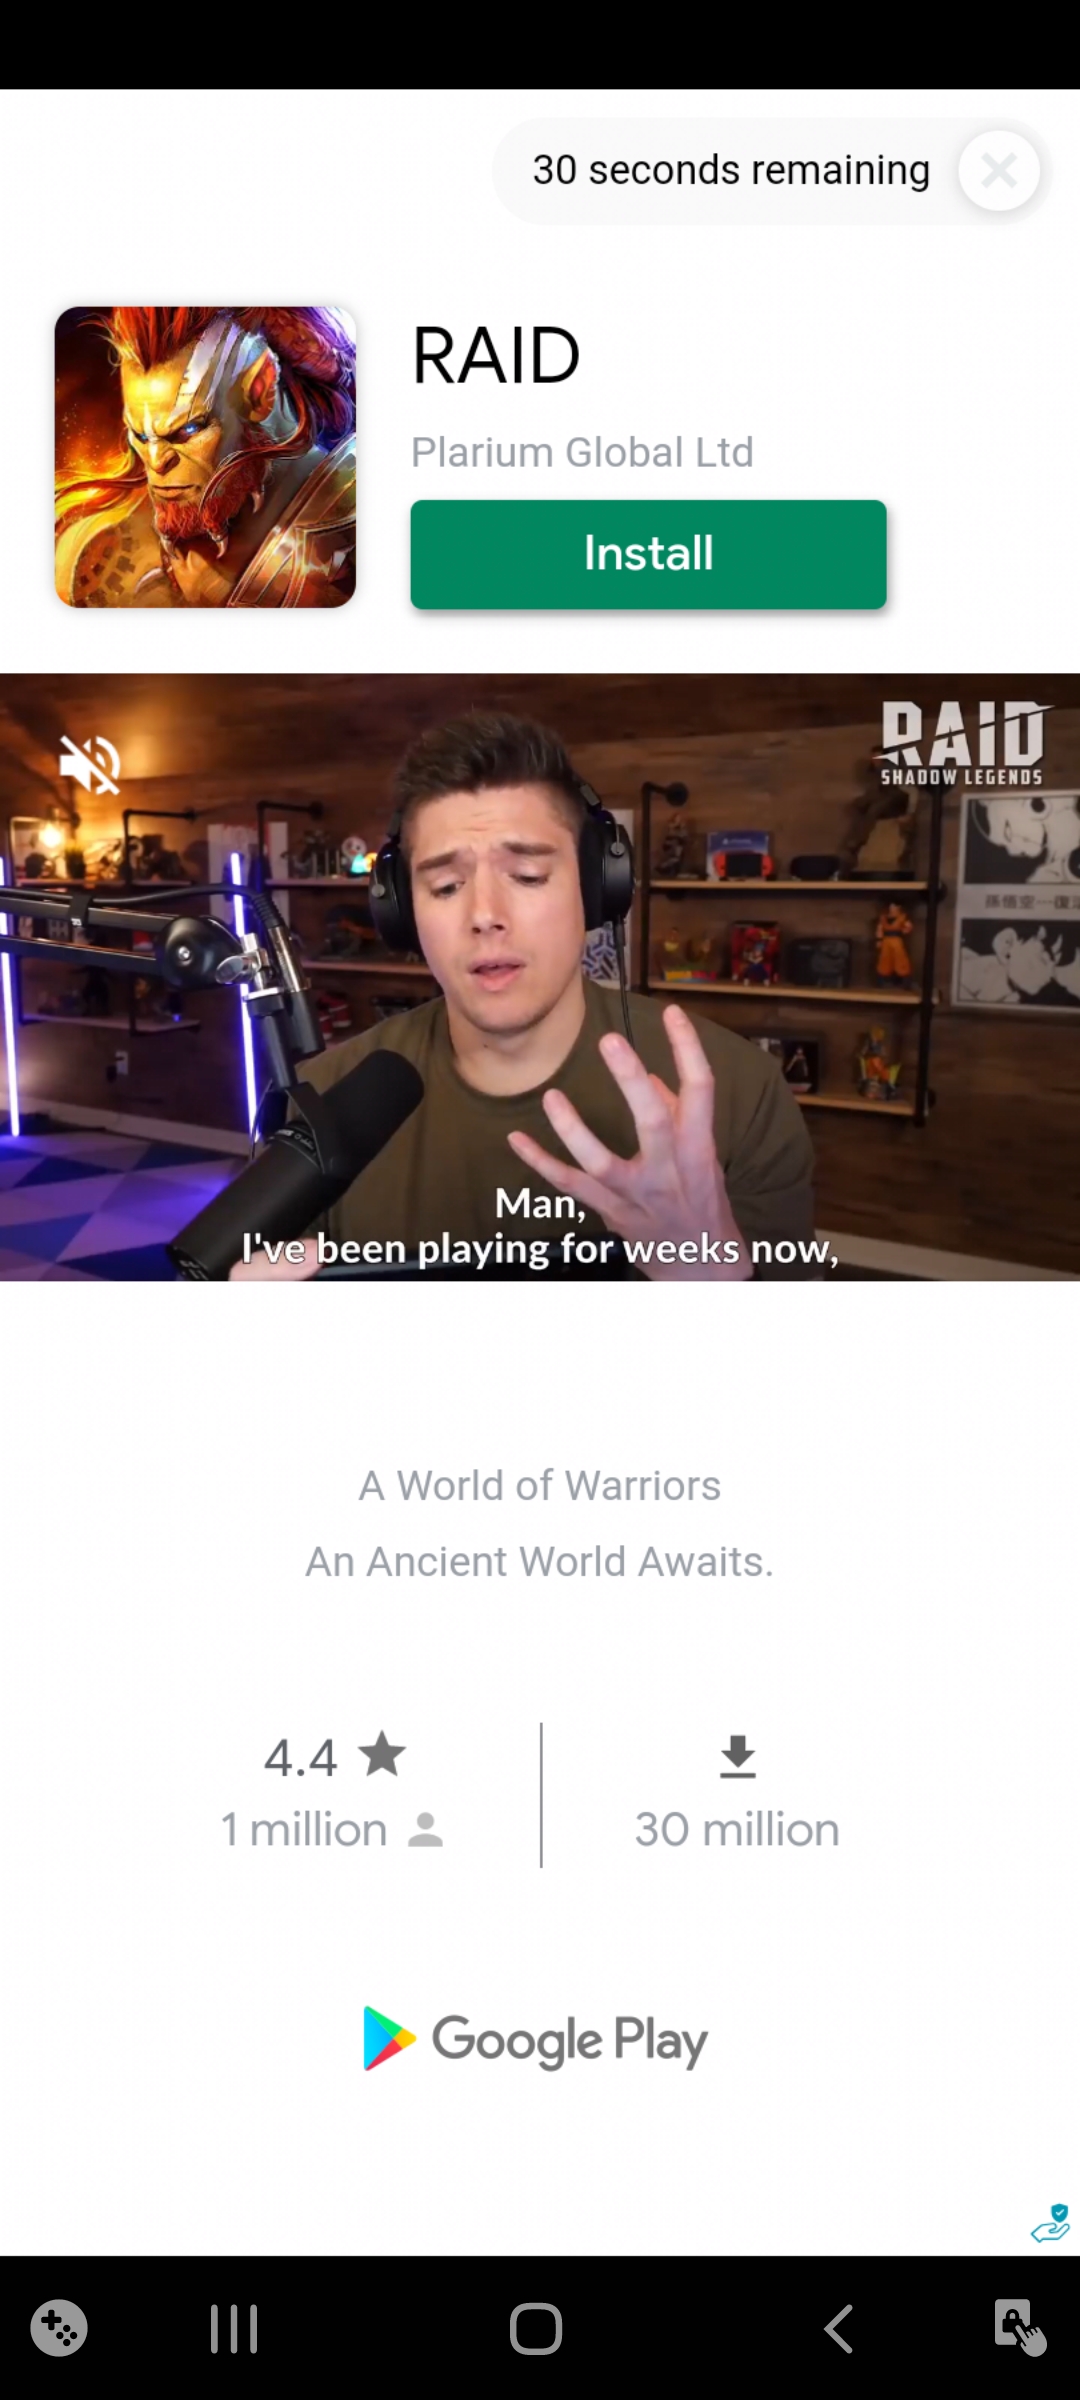 30 seconds remaining
RAID
Plarium Global Ltd
Install
RAID
SHADOW LEGENDS
Man,
I've been playing for weeks now,
A World of Warriors
An Ancient World Awaits.
4.4
1 million
30 million
Google Play